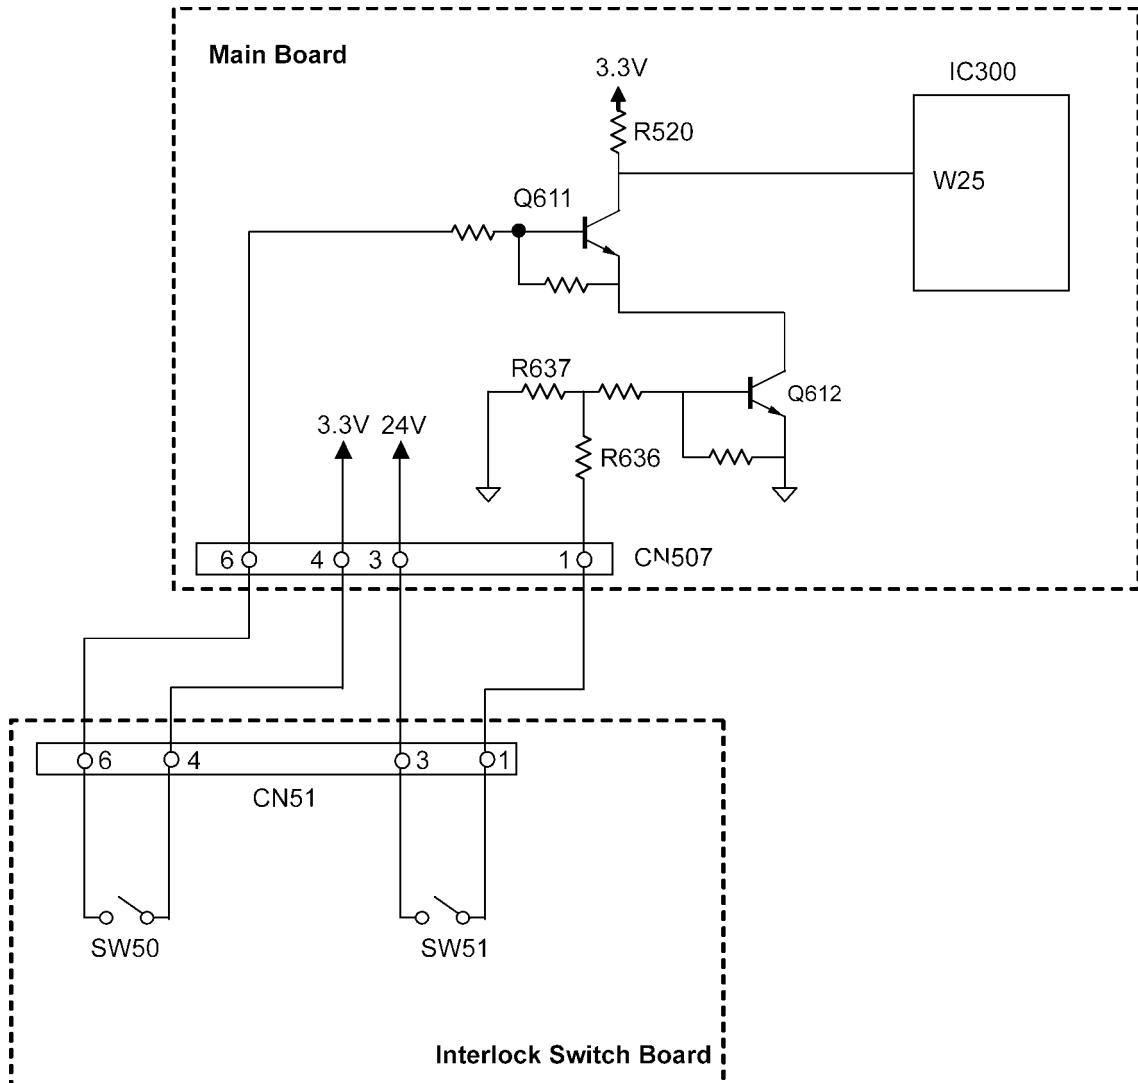 Main Board
3.3V
IC300
R520
W25
Q611
R637
Q612
3.3V 24V
R636
6 4 3 1 CN507
6 4 3 1
CN51
SW50 SW51
Interlock Switch Board